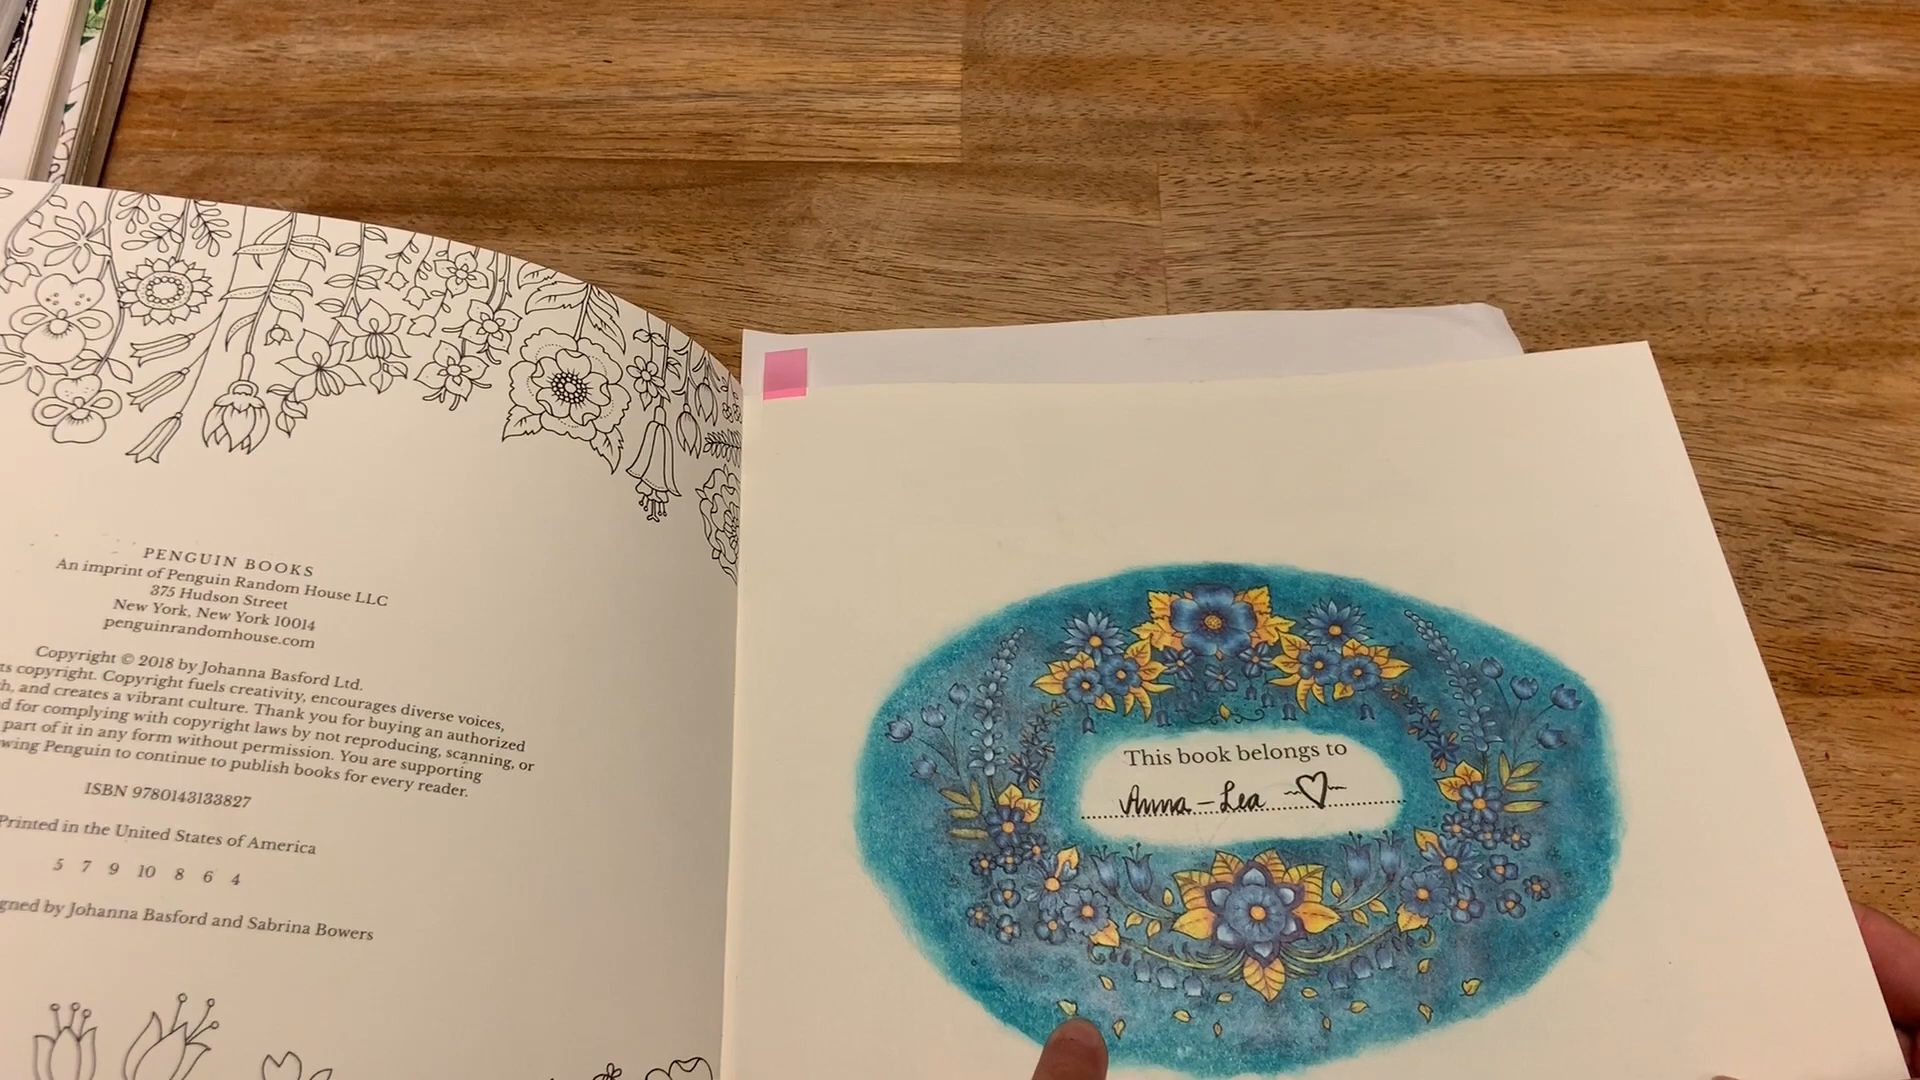 PENGUIN BOOKS
An imprint of Penguin Random House LLC
375 Hudson Street
New York, New York 10014
penguinrandomhouse.com
Copyright © 2018 by Johanna Basford Ltd.
copyright. Copyright fuels creativity, encourages diverse voices,
and creates a vibrant culture. Thank you for buying an authorized
for complying with copyright laws by not reproducing, scanning, or
part of it in any form without permission. You are supporting
Penguin to continue to publish books for every reader.
ISBN 9780143133827
Printed in the United States of America
5 7 9 10 8 6 4
by Johanna Basford and Sabrina Bowers
This book belongs to
Anna-Lea